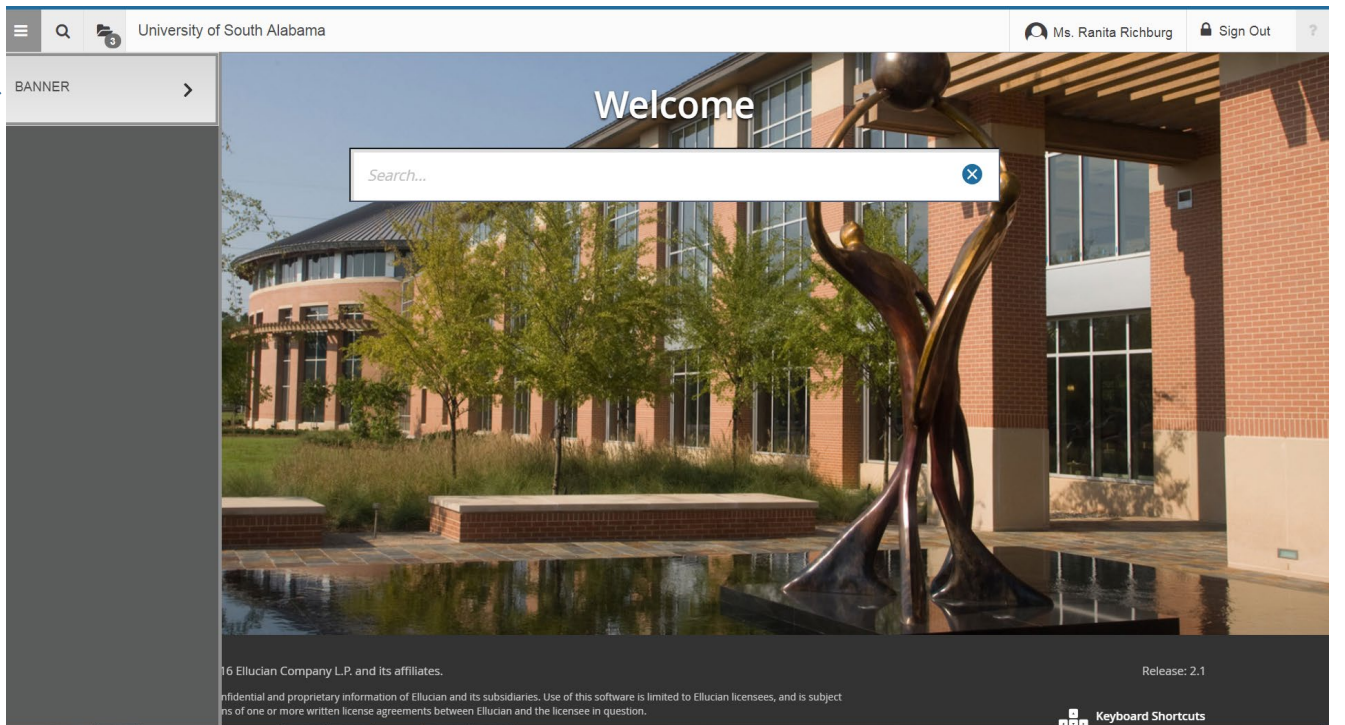 3
University of South Alabama
Ms. Ranita Richburg
Sign Out
?
BANNER
Welcome
Search...
16 Ellucian Company L.P. and its affiliates.
Release: 2.1
nfidential and proprietary information of Ellucian and its subsidiaries. Use of this software is limited to Ellucian licensees, and is subject
ns of one or more written license agreements between Ellucian and the licensee in question.
Keyboard Shortcuts